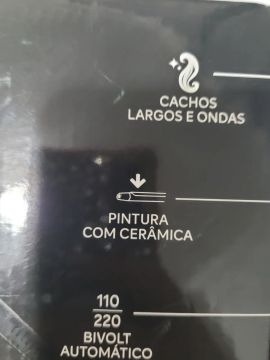 CACHOS
LARGOS E ONDAS
PINTURA
COM CERÂMICA
110
220
BIVOLT
AUTOMÁTICO